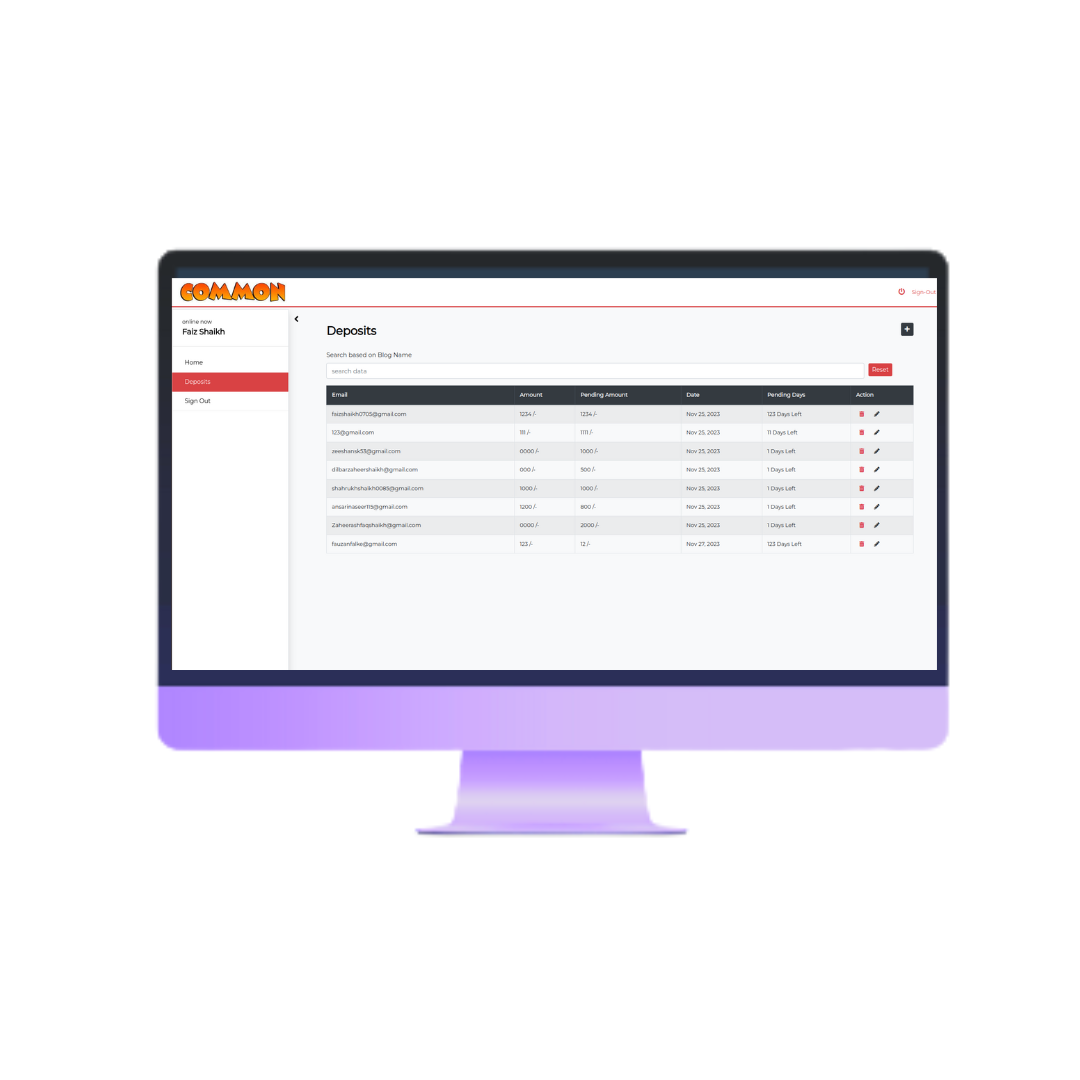 COMMON
Sign-Out
online now
Faiz Shaikh
Home
Deposits
Sign Out
Deposits
Search based on Blog Name
search data
Reset
Email Amount Pending Amount Date Pending Days Action
faizshaikh0705@gmail.com 1234 /- 1234 /- Nov 25, 2023 123 Days Left
123@gmail.com 111 /- 1111 /- Nov 25, 2023 11 Days Left
zeeshansk53@gmail.com 0000 /- 1000 /- Nov 25, 2023 1 Days Left
dilbarzaheershaikh@gmail.com 000 /- 500 /- Nov 25, 2023 1 Days Left
shahrukhshaikh0085@gmail.com 1000 /- 1000 /- Nov 25, 2023 1 Days Left
ansarinaseer115@gmail.com 1200 /- 800 /- Nov 25, 2023 1 Days Left
Zaheerashfaqshaikh@gmail.com 0000 /- 2000 /- Nov 25, 2023 1 Days Left
fauzanfalke@gmail.com 123 /- 12 /- Nov 27, 2023 123 Days Left